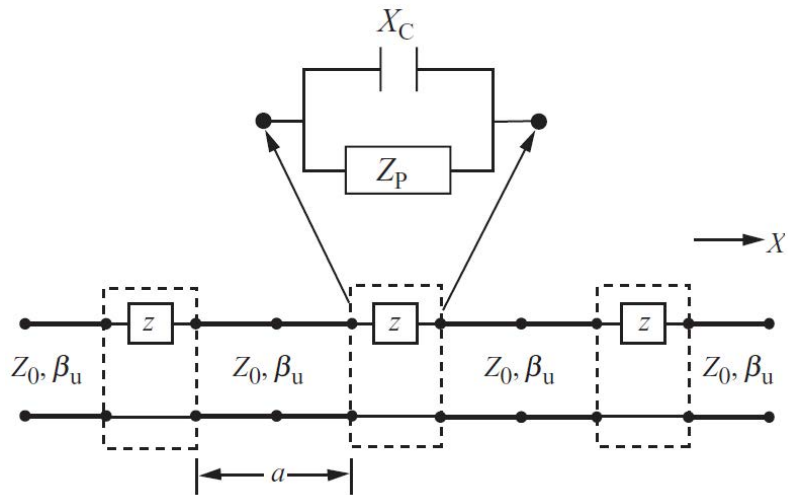 X_C
Z_P
X
z z z
Z_0, β_u Z_0, β_u Z_0, β_u Z_0, β_u
a